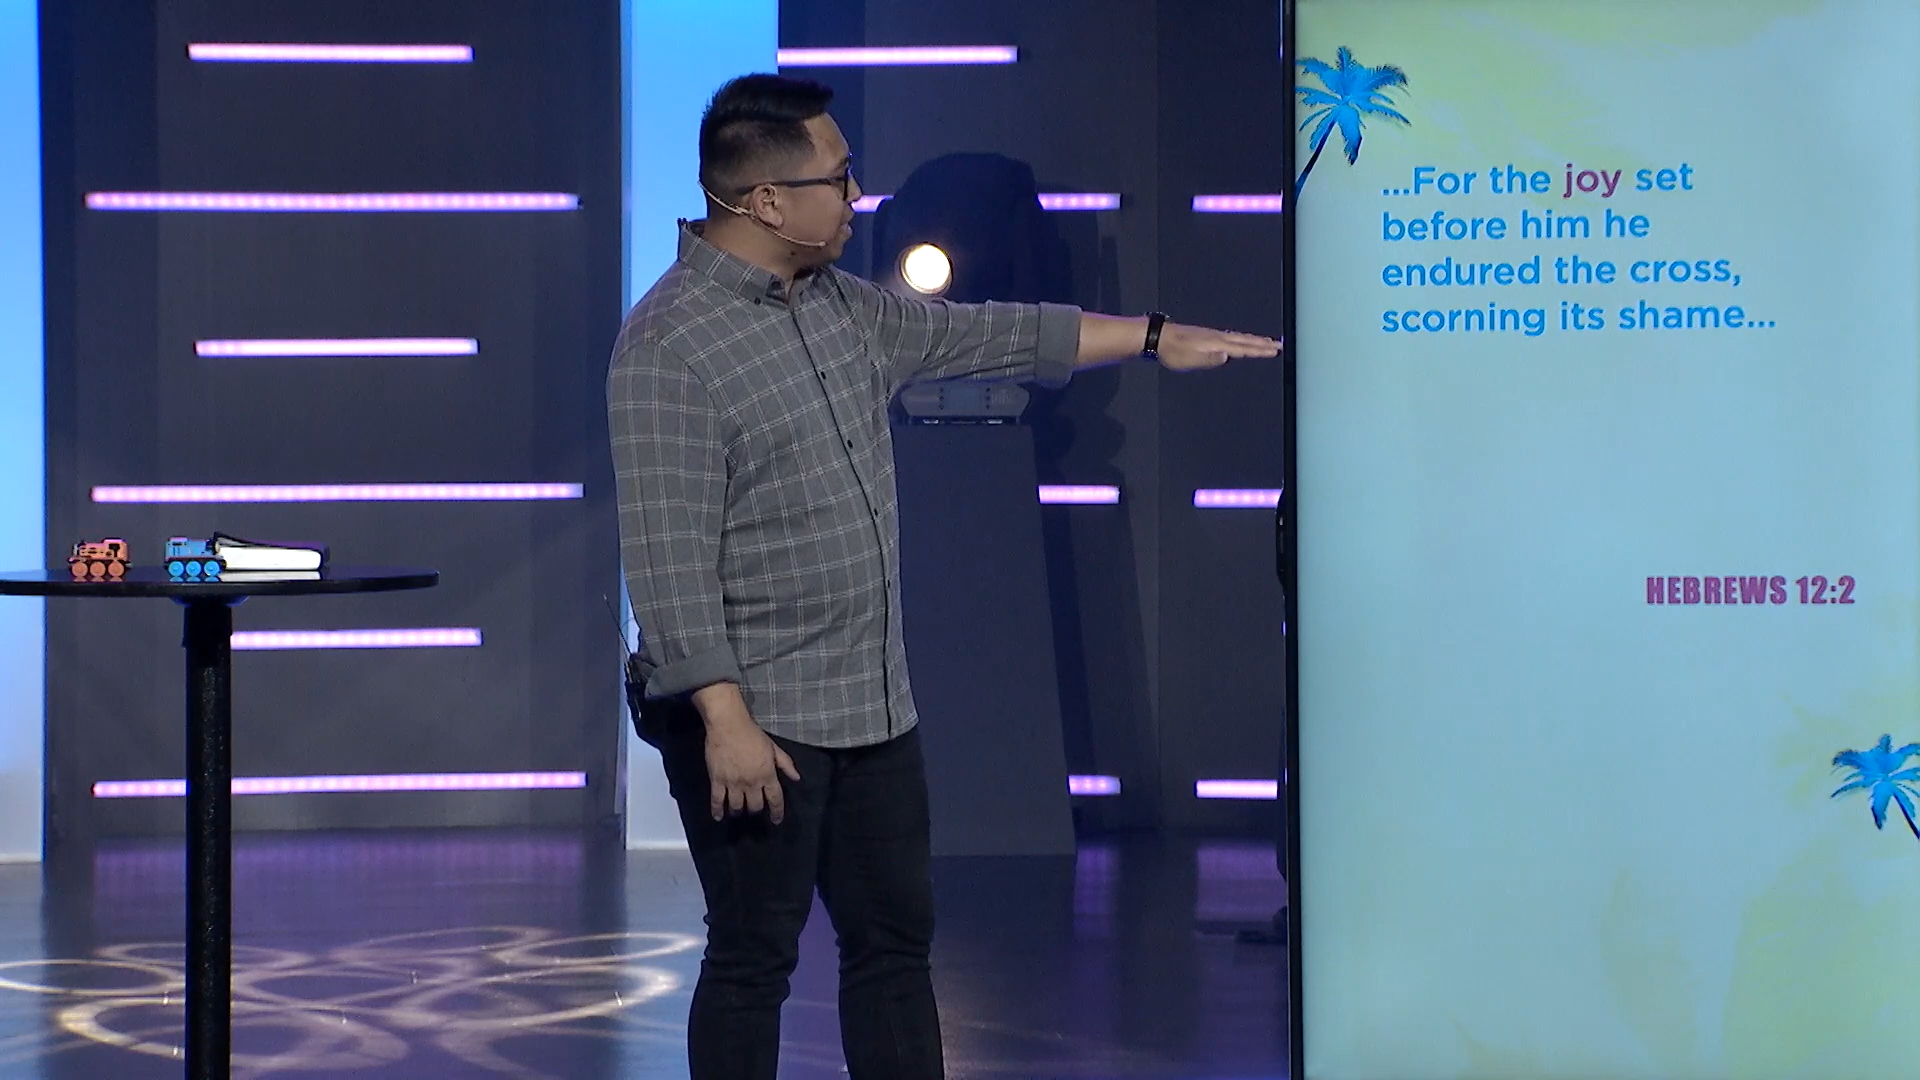 ...For the joy set
before him he
endured the cross,
scorning its shame...
HEBREWS 12:2